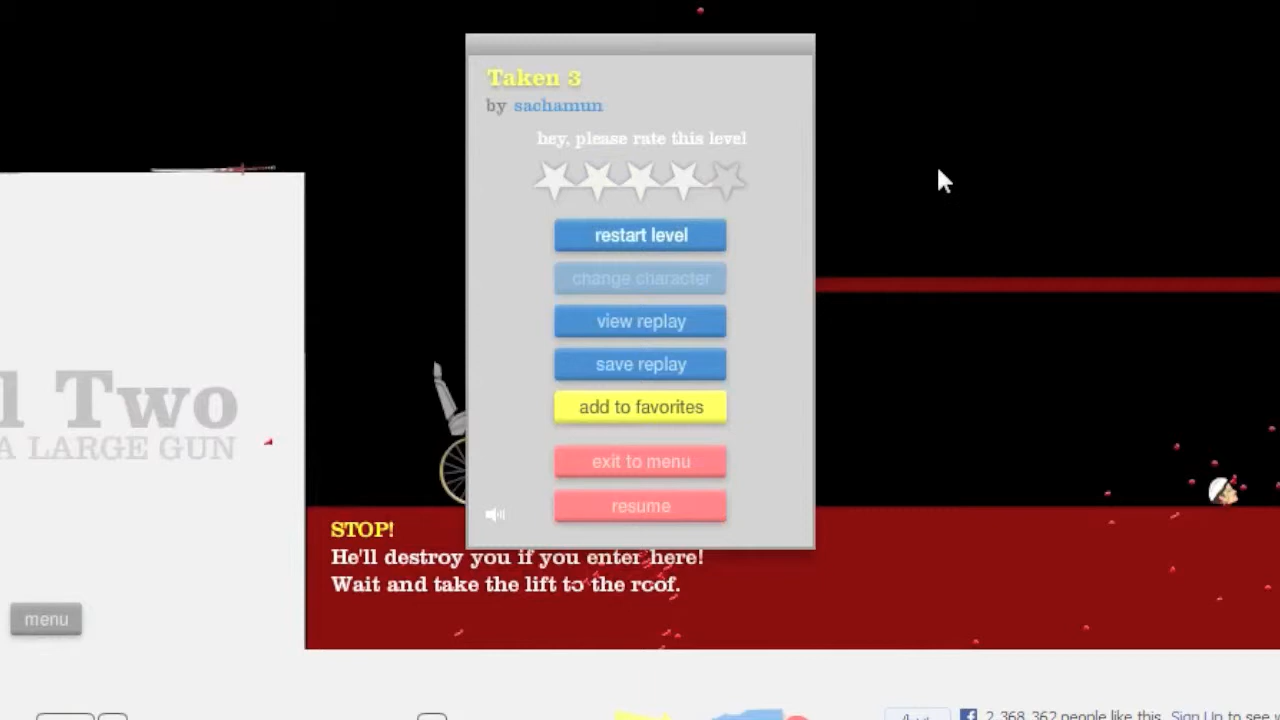 Taken 3
by sachamun
hey, please rate this level
restart level
change character
view replay
save replay
add to favorites
exit to menu
resume
l Two
A LARGE GUN
STOP!
He'll destroy you if you enter here!
Wait and take the lift to the roof.
menu
2,368,362 people like this. Sign Up to see